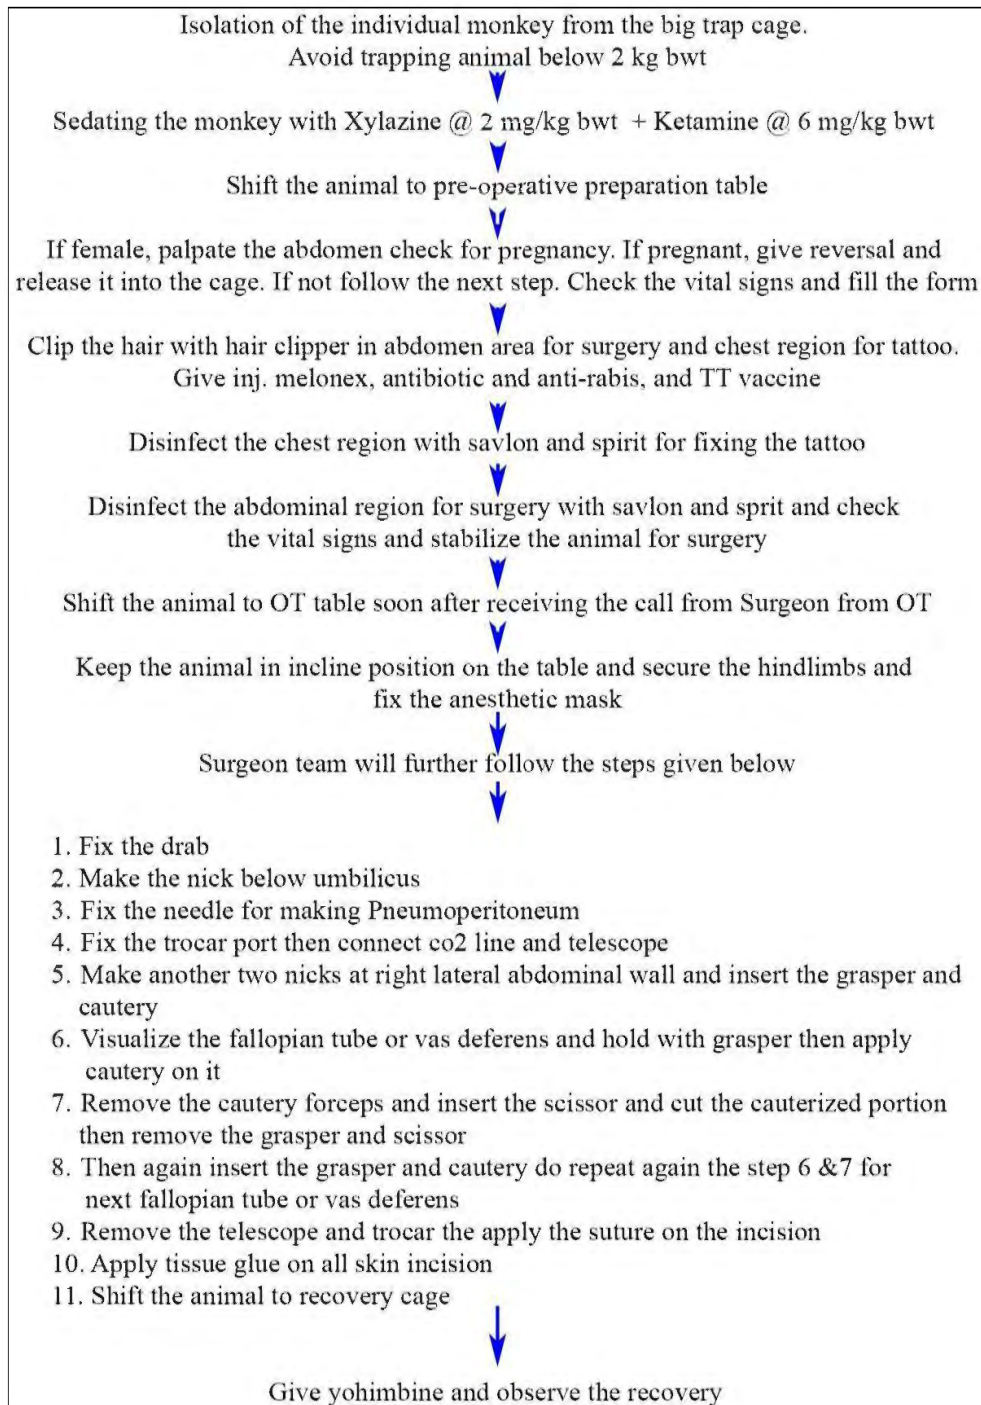 Isolation of the individual monkey from the big trap cage.
Avoid trapping animal below 2 kg bwt
Sedating the monkey with Xylazine @ 2 mg/kg bwt + Ketamine @ 6 mg/kg bwt
Shift the animal to pre-operative preparation table
If female, palpate the abdomen check for pregnancy. If pregnant, give reversal and
release it into the cage. If not follow the next step. Check the vital signs and fill the form
Clip the hair with hair clipper in abdomen area for surgery and chest region for tattoo.
Give inj. melonex, antibiotic and anti-rabis, and TT vaccine
Disinfect the chest region with savlon and spirit for fixing the tattoo
Disinfect the abdominal region for surgery with savlon and sprit and check
the vital signs and stabilize the animal for surgery
Shift the animal to OT table soon after receiving the call from Surgeon from OT
Keep the animal in incline position on the table and secure the hindlimbs and
fix the anesthetic mask
Surgeon team will further follow the steps given below
1. Fix the drab
2. Make the nick below umbilicus
3. Fix the needle for making Pneumoperitoneum
4. Fix the trocar port then connect co2 line and telescope
5. Make another two nicks at right lateral abdominal wall and insert the grasper and
cautery
6. Visualize the fallopian tube or vas deferens and hold with grasper then apply
cautery on it
7. Remove the cautery forceps and insert the scissor and cut the cauterized portion
then remove the grasper and scissor
8. Then again insert the grasper and cautery do repeat again the step 6 &7 for
next fallopian tube or vas deferens
9. Remove the telescope and trocar the apply the suture on the incision
10. Apply tissue glue on all skin incision
11. Shift the animal to recovery cage
Give yohimbine and observe the recovery